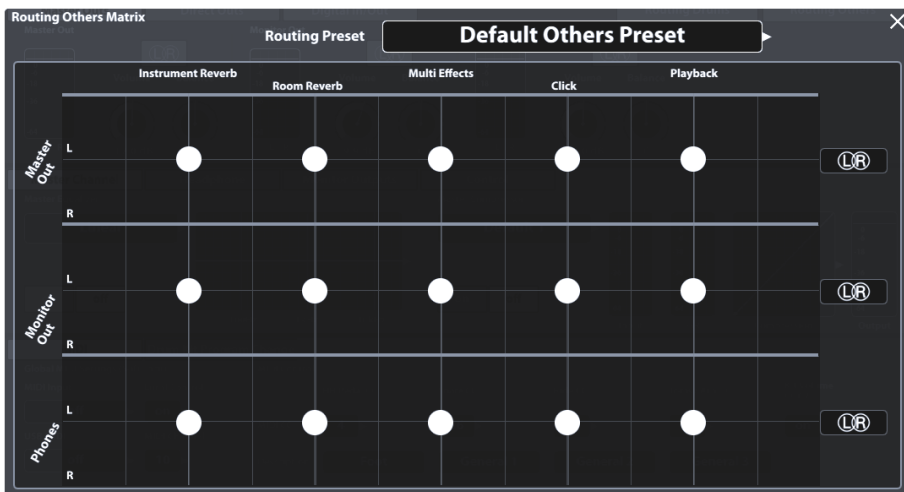 Routing Others Matrix
Routing Preset
Default Others Preset
Instrument Reverb
Room Reverb
Multi Effects
Click
Playback
Master Out
L
R
LR
Monitor Out
L
R
LR
Phones
L
R
LR